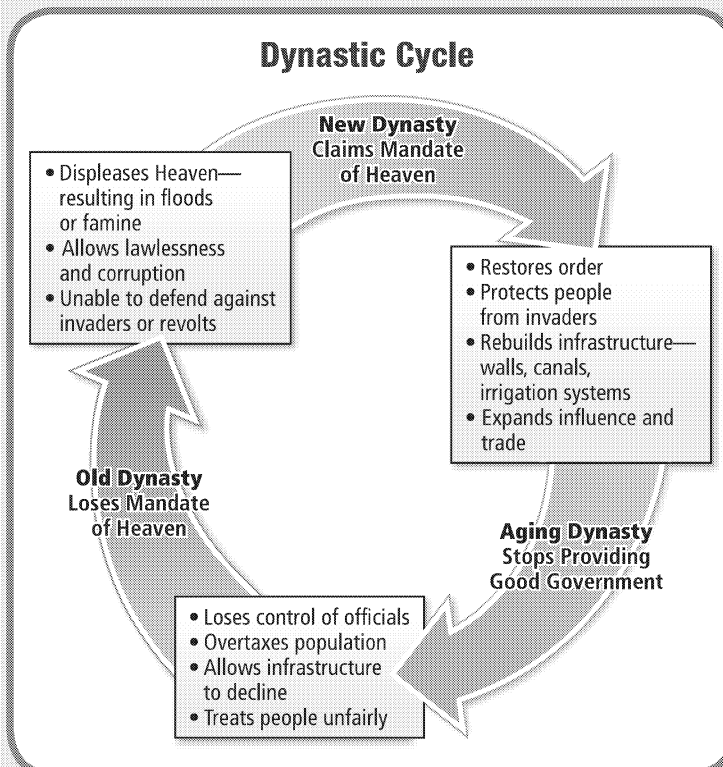 Dynastic Cycle
New Dynasty
Claims Mandate
of Heaven
• Restores order
• Protects people
from invaders
• Rebuilds infrastructure—
walls, canals,
irrigation systems
• Expands influence and
trade
Aging Dynasty
Stops Providing
Good Government
• Loses control of officials
• Overtaxes population
• Allows infrastructure
to decline
• Treats people unfairly
Old Dynasty
Loses Mandate
of Heaven
• Displeases Heaven—
resulting in floods
or famine
• Allows lawlessness
and corruption
• Unable to defend against
invaders or revolts